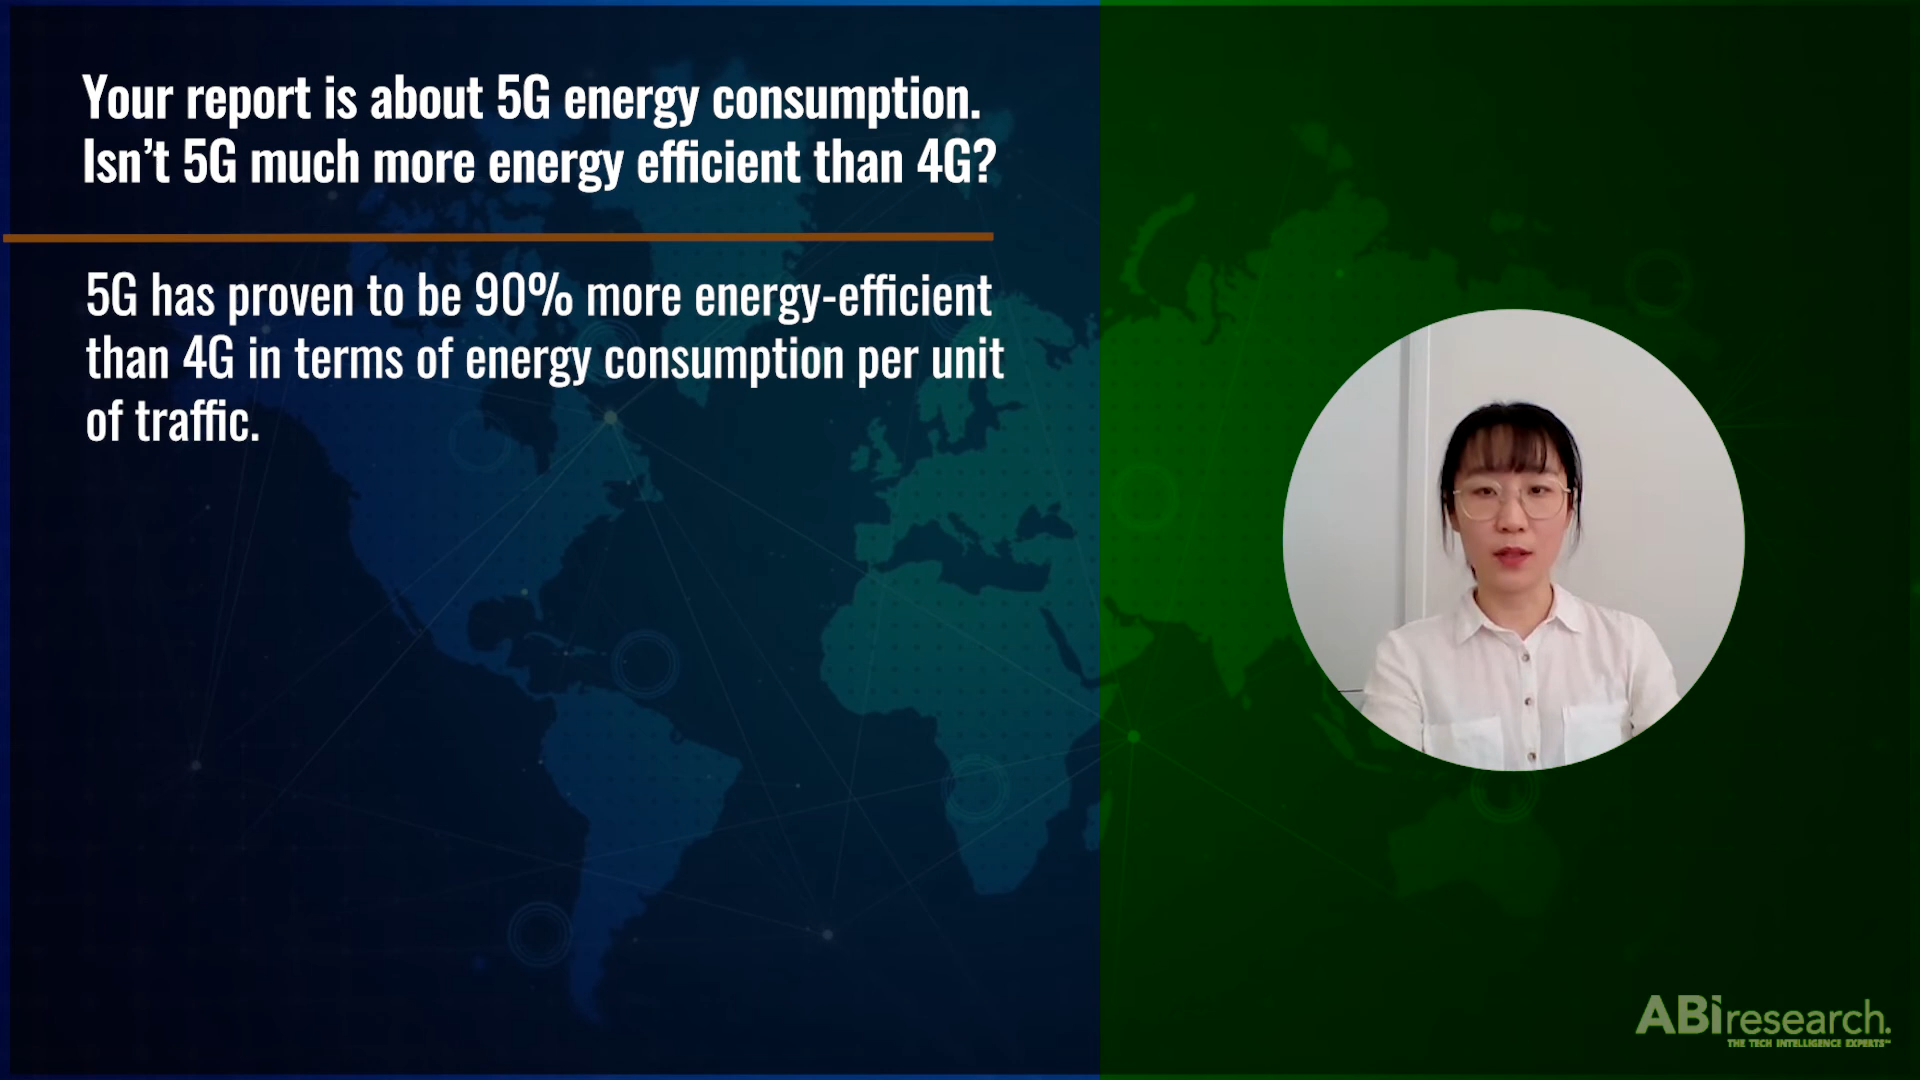 Your report is about 5G energy consumption.
Isn’t 5G much more energy efficient than 4G?
5G has proven to be 90% more energy-efficient
than 4G in terms of energy consumption per unit
of traffic.
ABIresearch.
THE TECH INTELLIGENCE EXPERTS℠